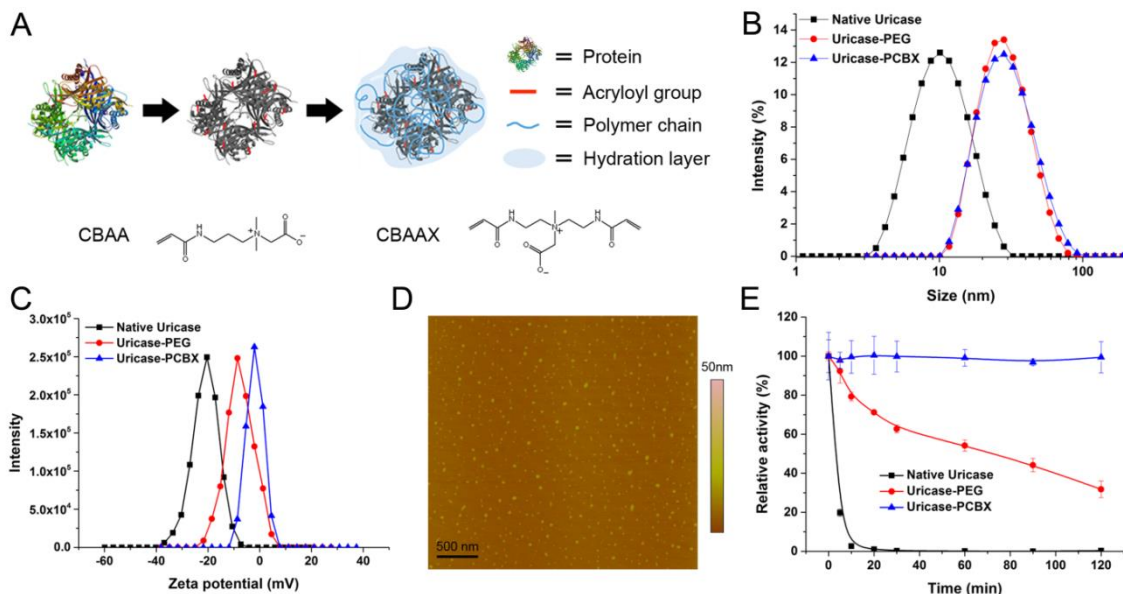 A
= Protein
= Acryloyl group
= Polymer chain
= Hydration layer
CBAA
H
N
N
+
O
O
−
CBAAX
O
H
N
N
+
H
N
O
O
O
−
B
Native Uricase
Uricase-PEG
Uricase-PCBX
14
12
10
8
6
4
2
0
Intensity (%)
1 10 100
Size (nm)
C
Native Uricase
Uricase-PEG
Uricase-PCBX
3.0x10⁵
2.5x10⁵
2.0x10⁵
1.5x10⁵
1.0x10⁵
5.0x10⁴
0.0
Intensity
-60 -40 -20 0 20 40
Zeta potential (mV)
D
50nm
500 nm
E
120
100
80
60
40
20
0
Relative activity (%)
Native Uricase
Uricase-PEG
Uricase-PCBX
0 20 40 60 80 100 120
Time (min)